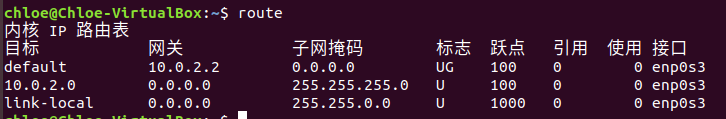 chloe@Chloe-VirtualBox:~$ route
内核 IP 路由表
目标 网关 子网掩码 标志 跃点 引用 使用 接口
default 10.0.2.2 0.0.0.0 UG 100 0 0 enp0s3
10.0.2.0 0.0.0.0 255.255.255.0 U 100 0 0 enp0s3
link-local 0.0.0.0 255.255.0.0 U 1000 0 0 enp0s3
chloe@Chloe-VirtualBox:~$